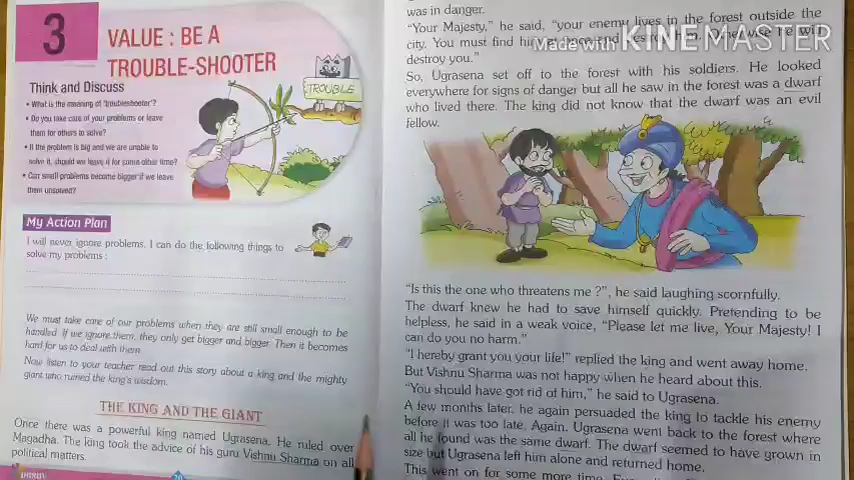 3
VALUE : BE A
TROUBLE-SHOOTER
Think and Discuss
• What is the meaning of 'troubleshooter'?
• Do you take care of your problems or leave
them for others to solve?
• If the problem is big and we are unable to
solve it, should we leave it for some other time?
• Can small problems become bigger if we leave
them unsolved?
TROUBLE
My Action Plan
I will never ignore problems. I can do the following things to
solve my problems :
We must take care of our problems when they are still small enough to be
handled. If we ignore them, they only get bigger and bigger. Then it becomes
hard for us to deal with them.
Now listen to your teacher read out this story about a king and the mighty
giant who ruined the king's wisdom.
THE KING AND THE GIANT
Once there was a powerful king named Ugrasena. He ruled over
Magadha. The king took the advice of his guru Vishnu Sharma on all
political matters.
20
was in danger.
"Your Majesty," he said, "your enemy lives in the forest outside the
city. You must find him at once and he will
destroy you."
Made with KINEMASTER
So, Ugrasena set off to the forest with his soldiers. He looked
everywhere for signs of danger but all he saw in the forest was a dwarf
who lived there. The king did not know that the dwarf was an evil
fellow.
"Is this the one who threatens me ?", he said laughing scornfully.
The dwarf knew he had to save himself quickly. Pretending to be
helpless, he said in a weak voice, "Please let me live, Your Majesty! I
can do you no harm."
"I hereby grant you your life!" replied the king and went away home.
But Vishnu Sharma was not happy when he heard about this.
"You should have got rid of him," he said to Ugrasena.
A few months later, he again persuaded the king to tackle his enemy
before it was too late. Again, Ugrasena went back to the forest where
all he found was the same dwarf. The dwarf seemed to have grown in
size but Ugrasena left him alone and returned home.
This went on for some more time.